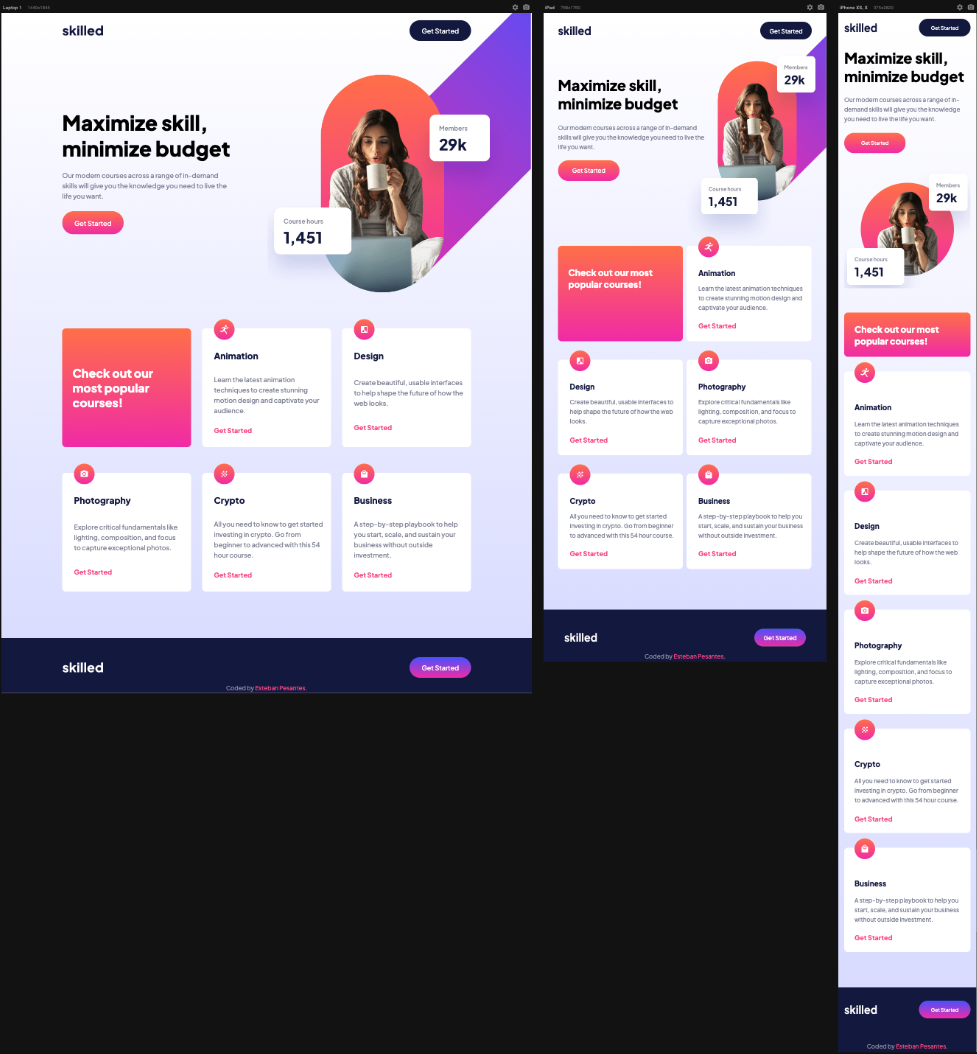 Laptop 1
skilled
Get Started
Maximize skill,
minimize budget
Our modern courses across a range of in-demand
skills will give you the knowledge you need to live the
life you want.
Get Started
Members
29k
Course hours
1,451
Check out our
most popular
courses!
Animation
Learn the latest animation
techniques to create stunning
motion design and captivate your
audience.
Get Started
Design
Create beautiful, usable interfaces
to help shape the future of how the
web looks.
Get Started
Photography
Explore critical fundamentals like
lighting, composition, and focus
to capture exceptional photos.
Get Started
Crypto
All you need to know to get started
investing in crypto. Go from
beginner to advanced with this 54
hour course.
Get Started
Business
A step-by-step playbook to help
you start, scale, and sustain your
business without outside
investment.
Get Started
skilled
Get Started
Coded by Esteban Pesantes.
iPad
skilled
Get Started
Maximize skill,
minimize budget
Our modern courses across a range of in-demand
skills will give you the knowledge you need to live the
life you want.
Get Started
Members
29k
Course hours
1,451
Check out our most
popular courses!
Animation
Learn the latest animation techniques
to create stunning motion design and
captivate your audience.
Get Started
Design
Create beautiful, usable interfaces to
help shape the future of how the web
looks.
Get Started
Photography
Explore critical fundamentals like
lighting, composition, and focus to
capture exceptional photos.
Get Started
Crypto
All you need to know to get started
investing in crypto. Go from beginner
to advanced with this 54 hour course.
Get Started
Business
A step-by-step playbook to help you
start, scale, and sustain your business
without outside investment.
Get Started
skilled
Get Started
Coded by Esteban Pesantes.
skilled
Get Started
Maximize skill,
minimize budget
Our modern courses across a range of in-
demand skills will give you the knowledge
you need to live the life you want.
Get Started
Members
29k
Course hours
1,451
Check out our most
popular courses!
Animation
Learn the latest animation techniques
to create stunning motion design and
captivate your audience.
Get Started
Design
Create beautiful, usable interfaces to
help shape the future of how the web
looks.
Get Started
Photography
Explore critical fundamentals like
lighting, composition, and focus to
capture exceptional photos.
Get Started
Crypto
All you need to know to get started
investing in crypto. Go from beginner
to advanced with this 54 hour course.
Get Started
Business
A step-by-step playbook to help you
start, scale, and sustain your business
without outside investment.
Get Started
skilled
Get Started
Coded by Esteban Pesantes.